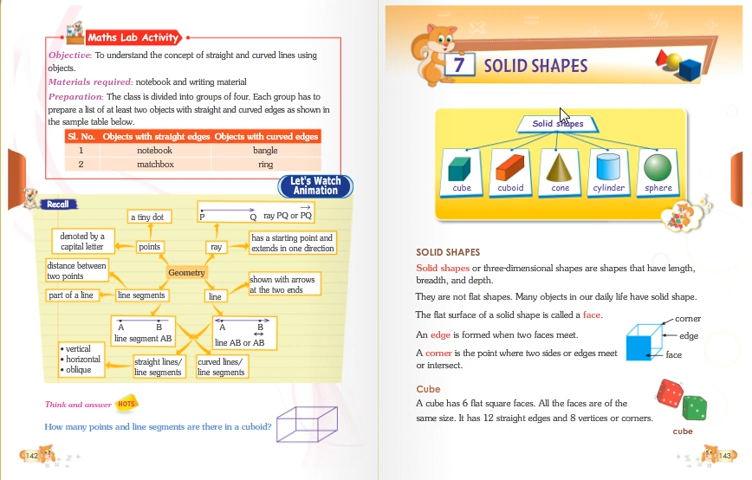 Maths Lab Activity
Objective: To understand the concept of straight and curved lines using
objects.
Materials required: notebook and writing material
Preparation: The class is divided into groups of four. Each group has to
prepare a list of at least two objects with straight and curved edges as shown in
the sample table below.
Sl. No. Objects with straight edges Objects with curved edges
1 notebook bangle
2 matchbox ring
Let's Watch
Animation
Recall
a tiny dot
P Q ray PQ or PQ
denoted by a
capital letter
points
ray
has a starting point and
extends in one direction
Geometry
distance between
two points
part of a line
line segments
line
shown with arrows
at the two ends
A B
line segment AB
A B
line AB or AB
• vertical
• horizontal
• oblique
straight lines/
line segments
curved lines/
line segments
Think and answer HOTS
How many points and line segments are there in a cuboid?
142
7 SOLID SHAPES
Solid shapes
cube cuboid cone cylinder sphere
SOLID SHAPES
Solid shapes or three-dimensional shapes are shapes that have length,
breadth, and depth.
They are not flat shapes. Many objects in our daily life have solid shape.
The flat surface of a solid shape is called a face.
An edge is formed when two faces meet.
A corner is the point where two sides or edges meet
or intersect.
corner
edge
face
Cube
A cube has 6 flat square faces. All the faces are of the
same size. It has 12 straight edges and 8 vertices or corners.
cube
143